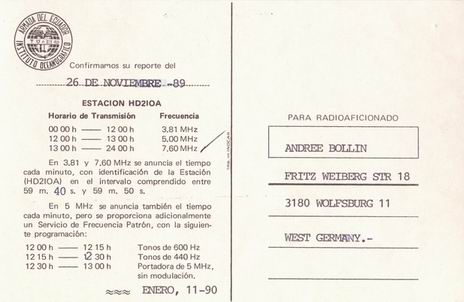 ARMADA DEL ECUADOR
INSTITUTO OCEANOGRAFICO
Confirmamos su reporte del
26 DE NOVIEMBRE -89
ESTACION HD2IOA
Horario de Transmisión Frecuencia
00 00 h — 12 00 h 3,81 MHz
12 00 h — 13 00 h 5,00 MHz
13 00 h — 24 00 h 7,60 MHz
En 3,81 y 7,60 MHz se anuncia el tiempo
cada minuto, con identificación de la Estación
(HD2IOA) en el intervalo comprendido entre
59 m. 40 s. y 59 m. 50 s.
En 5 MHz se anuncia también el tiempo
cada minuto, pero se proporciona adicionalmente
un Servicio de Frecuencia Patrón, con la siguiente
programación:
12 00 h — 12 15 h Tonos de 600 Hz
12 15 h — 12 30 h Tonos de 440 Hz
12 30 h — 13 00 h Portadora de 5 MHz,
sin modulación.
ENERO, 11-90
PARA RADIOAFICIONADO
ANDREE BOLLIN
FRITZ WEIBERG STR 18
3180 WOLFSBURG 11
WEST GERMANY.-